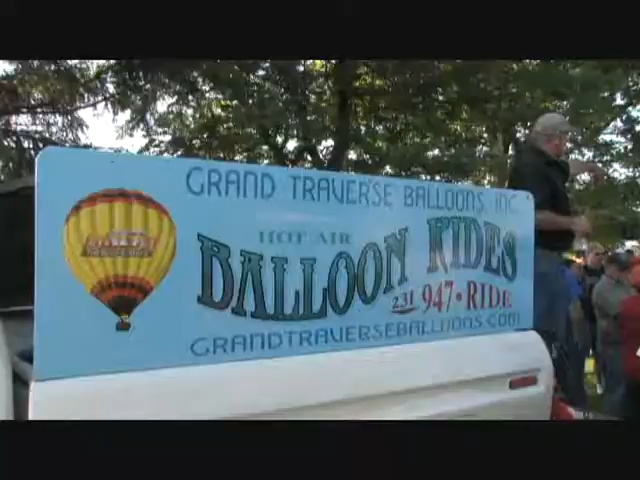 GRAND TRAVERSE BALLOONS INC.
HOT AIR
BALLOON RIDES
231 947•RIDE
GRANDTRAVERSEBALLOONS.COM